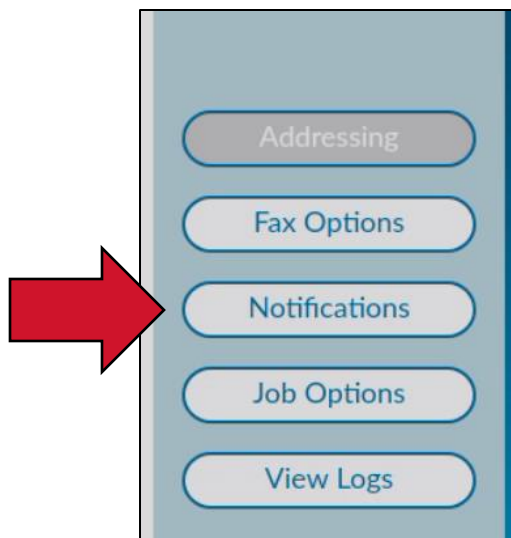 Addressing
Fax Options
Notifications
Job Options
View Logs